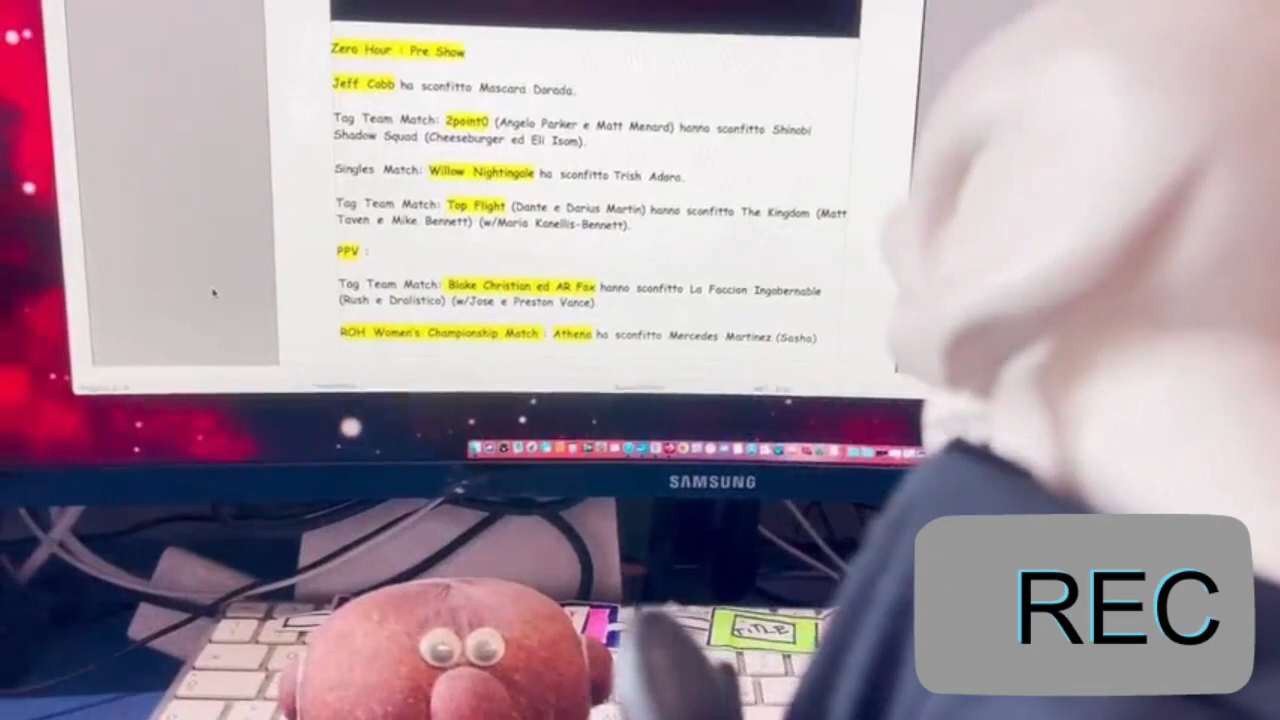 Zero Hour : Pre Show
Jeff Cobb ha sconfitto Mascara Dorada.
Tag Team Match: 2point0 (Angelo Parker e Matt Menard) hanno sconfitto Shinobi
Shadow Squad (Cheeseburger ed Eli Isom).
Singles Match: Willow Nightingale ha sconfitto Trish Adora.
Tag Team Match: Top Flight (Dante e Darius Martin) hanno sconfitto The Kingdom (Matt
Taven e Mike Bennett) (w/Maria Kanellis-Bennett).
PPV :
Tag Team Match: Blake Christian ed AR Fox hanno sconfitto La Faccion Ingobernable
(Rush e Dralistico) (w/Jose e Preston Vance)
ROH Women's Championship Match : Athena ha sconfitto Mercedes Martinez (Sasha)
SAMSUNG
TITLE
REC